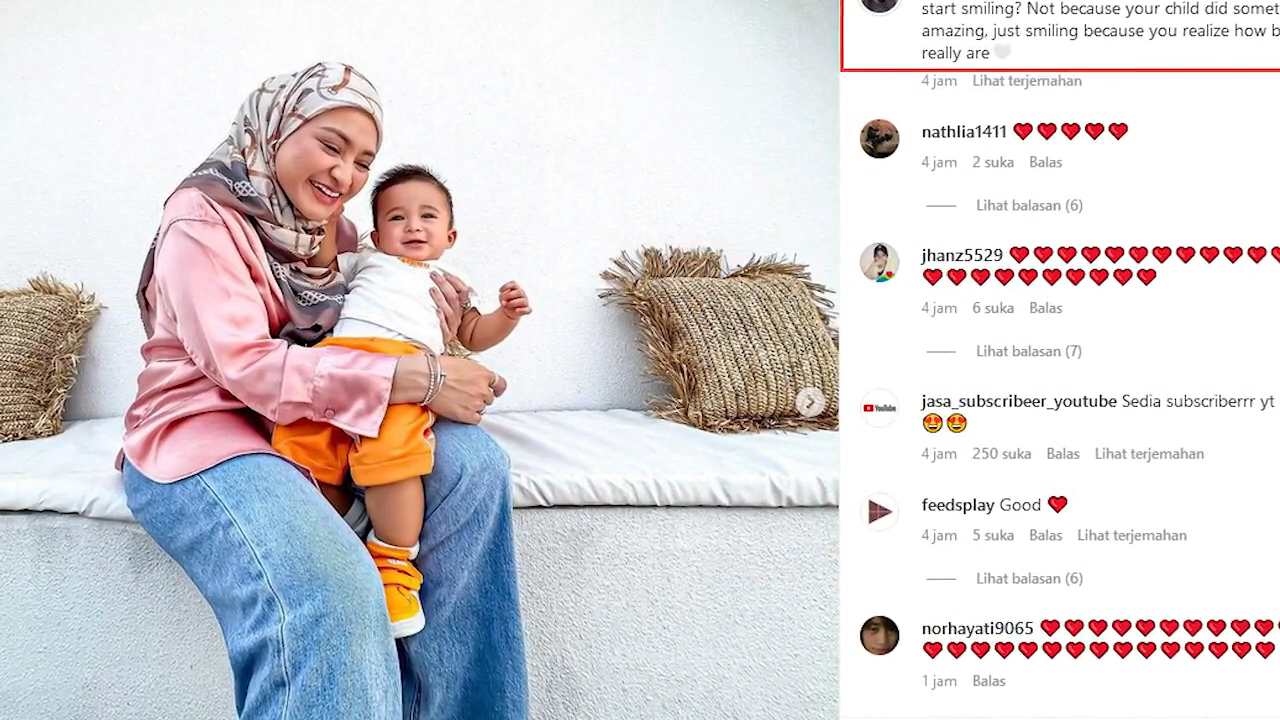 start smiling? Not because your child did somet
amazing, just smiling because you realize how b
really are
4 jam Lihat terjemahan
nathlia1411
4 jam 2 suka Balas
Lihat balasan (6)
jhanz5529
4 jam 6 suka Balas
Lihat balasan (7)
YouTube
jasa_subscribeer_youtube Sedia subscriberrr yt
4 jam 250 suka Balas Lihat terjemahan
feedsplay Good
4 jam 5 suka Balas Lihat terjemahan
Lihat balasan (6)
norhayati9065
1 jam Balas